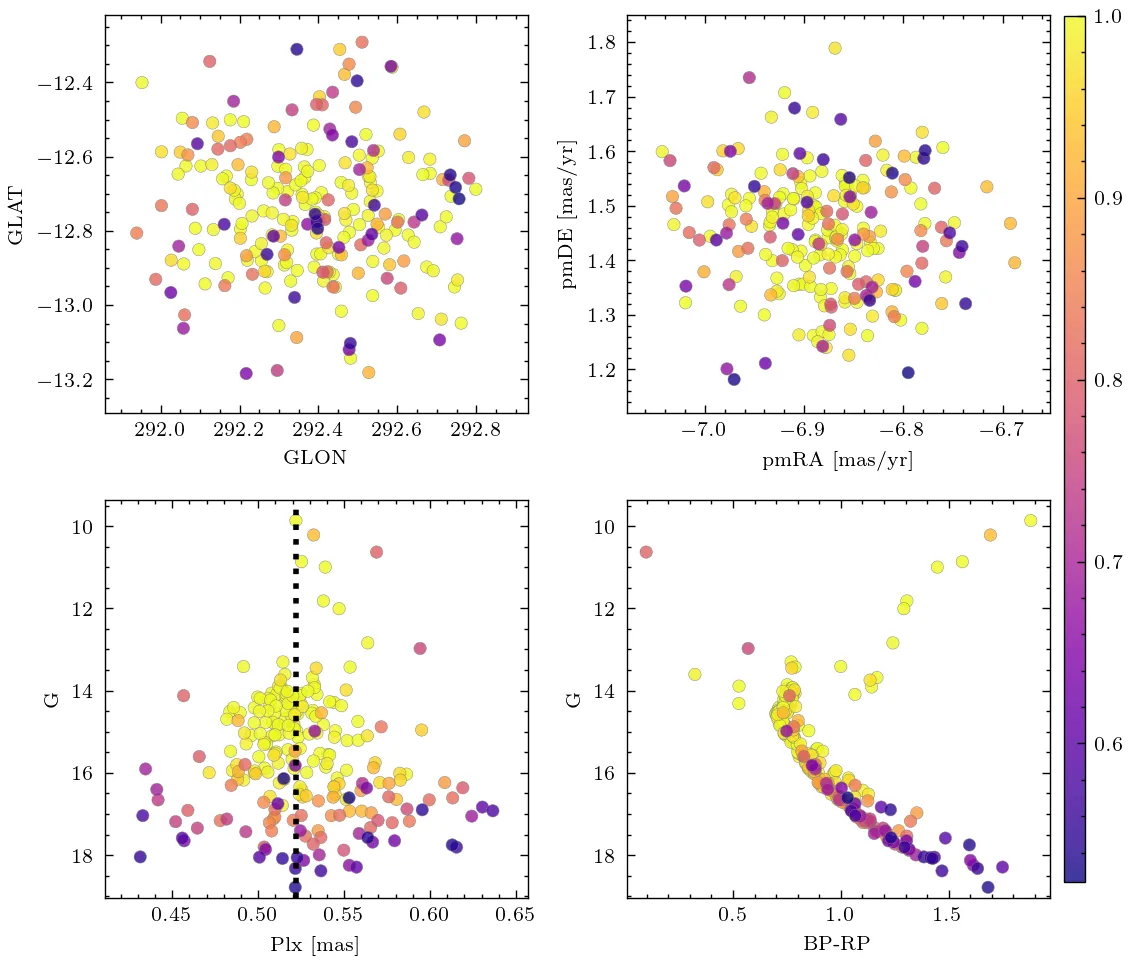 −12.4
−12.6
−12.8
−13.0
−13.2
GLAT
292.0 292.2 292.4 292.6 292.8
GLON
1.8
1.7
1.6
1.5
1.4
1.3
1.2
pmDE [mas/yr]
−7.0 −6.9 −6.8 −6.7
pmRA [mas/yr]
1.0
0.9
0.8
0.7
0.6
10
12
14
16
18
G
0.45 0.50 0.55 0.60 0.65
Plx [mas]
10
12
14
16
18
G
0.5 1.0 1.5
BP-RP